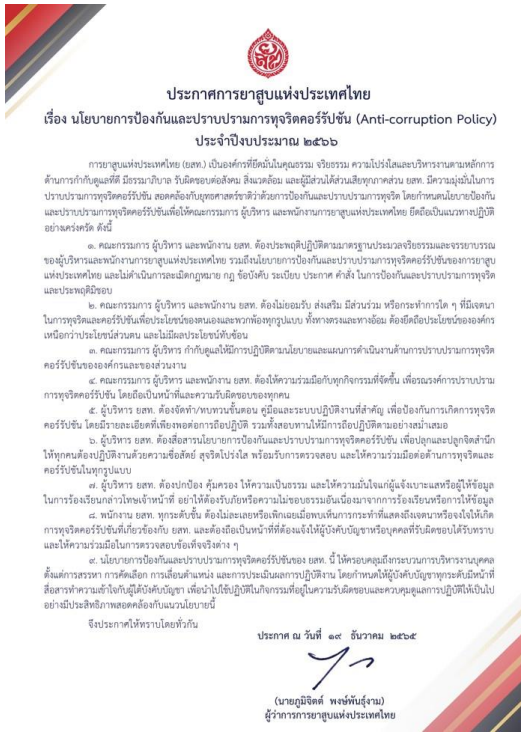 ประกาศการยาสูบแห่งประเทศไทย
เรื่อง นโยบายการป้องกันและปราบปรามการทุจริตคอร์รัปชัน (Anti-corruption Policy)
ประจำปีงบประมาณ ๒๕๖๖
การยาสูบแห่งประเทศไทย (ยสท.) เป็นองค์กรที่ยึดมั่นในคุณธรรม จริยธรรม ความโปร่งใสและบริหารงานตามหลักการ
ด้านการกำกับดูแลที่ดี มีธรรมาภิบาล รับผิดชอบต่อสังคม สิ่งแวดล้อม และผู้มีส่วนได้ส่วนเสียทุกภาคส่วน ยสท. มีความมุ่งมั่นในการ
ปราบปรามการทุจริตคอร์รัปชัน สอดคล้องกับยุทธศาสตร์ชาติว่าด้วยการป้องกันและปราบปรามการทุจริต โดยกำหนดนโยบายป้องกัน
และปราบปรามการทุจริตคอร์รัปชันเพื่อให้คณะกรรมการ ผู้บริหาร และพนักงานการยาสูบแห่งประเทศไทย ยึดถือเป็นแนวทางปฏิบัติ
อย่างเคร่งครัด ดังนี้
๑. คณะกรรมการ ผู้บริหาร และพนักงาน ยสท. ต้องประพฤติปฏิบัติตามมาตรฐานประมวลจริยธรรมและจรรยาบรรณ
ของผู้บริหารและพนักงานการยาสูบแห่งประเทศไทย รวมถึงนโยบายการป้องกันและปราบปรามการทุจริตคอร์รัปชันของการยาสูบ
แห่งประเทศไทย และไม่ดำเนินการละเมิดกฎหมาย กฎ ข้อบังคับ ระเบียบ ประกาศ คำสั่ง ในการป้องกันและปราบปรามการทุจริต
และประพฤติมิชอบ
๒. คณะกรรมการ ผู้บริหาร และพนักงาน ยสท. ต้องไม่ยอมรับ ส่งเสริม มีส่วนร่วม หรือกระทำการใด ๆ ที่มีเจตนา
ในการทุจริตและคอร์รัปชันเพื่อประโยชน์ของตนเองและพวกพ้องทุกรูปแบบ ทั้งทางตรงและทางอ้อม ต้องยึดถือประโยชน์ขององค์กร
เหนือกว่าประโยชน์ส่วนตน และไม่มีผลประโยชน์ทับซ้อน
๓. คณะกรรมการ ผู้บริหาร กำกับดูแลให้มีการปฏิบัติตามนโยบายและแผนการดำเนินงานด้านการปราบปรามการทุจริต
คอร์รัปชันขององค์กรและของส่วนงาน
๔. คณะกรรมการ ผู้บริหาร และพนักงาน ยสท. ต้องให้ความร่วมมือกับทุกกิจกรรมที่จัดขึ้น เพื่อรณรงค์การปราบปราม
การทุจริตคอร์รัปชัน โดยถือเป็นหน้าที่และความรับผิดชอบของทุกคน
๕. ผู้บริหาร ยสท. ต้องจัดทำ/ทบทวนขั้นตอน คู่มือและระบบปฏิบัติงานที่สำคัญ เพื่อป้องกันการเกิดการทุจริต
คอร์รัปชัน โดยมีรายละเอียดที่เพียงพอต่อการถือปฏิบัติ รวมทั้งสอบทานให้มีการถือปฏิบัติตามอย่างสม่ำเสมอ
๖. ผู้บริหาร ยสท. ต้องสื่อสารนโยบายการป้องกันและปราบปรามการทุจริตคอร์รัปชัน เพื่อปลุกและปลูกจิตสำนึก
ให้ทุกคนต้องปฏิบัติงานด้วยความซื่อสัตย์ สุจริตโปร่งใส พร้อมรับการตรวจสอบ และให้ความร่วมมือต่อต้านการทุจริตและ
คอร์รัปชันในทุกรูปแบบ
๗. ผู้บริหาร ยสท. ต้องปกป้อง คุ้มครอง ให้ความเป็นธรรม และให้ความมั่นใจแก่ผู้แจ้งเบาะแสหรือผู้ให้ข้อมูล
ในการร้องเรียนกล่าวโทษเจ้าหน้าที่ อย่าให้ต้องรับภัยหรือความไม่ชอบธรรมอันเนื่องมาจากการร้องเรียนหรือการให้ข้อมูล
๘. พนักงาน ยสท. ทุกระดับชั้น ต้องไม่ละเลยหรือเพิกเฉยเมื่อพบเห็นการกระทำที่แสดงถึงเจตนาหรือจงใจให้เกิด
การทุจริตคอร์รัปชันที่เกี่ยวข้องกับ ยสท. และต้องถือเป็นหน้าที่ที่ต้องแจ้งให้ผู้บังคับบัญชาหรือบุคคลที่รับผิดชอบได้รับทราบ
และให้ความร่วมมือในการตรวจสอบข้อเท็จจริงต่าง ๆ
๙. นโยบายการป้องกันและปราบปรามการทุจริตคอร์รัปชันของ ยสท. นี้ ให้ครอบคลุมถึงกระบวนการบริหารงานบุคคล
ตั้งแต่การสรรหา การคัดเลือก การเลื่อนตำแหน่ง และการประเมินผลการปฏิบัติงาน โดยกำหนดให้ผู้บังคับบัญชาทุกระดับมีหน้าที่
สื่อสารทำความเข้าใจกับผู้ใต้บังคับบัญชา เพื่อนำไปใช้ปฏิบัติในกิจกรรมที่อยู่ในความรับผิดชอบและควบคุมดูแลการปฏิบัติให้เป็นไป
อย่างมีประสิทธิภาพสอดคล้องกับแนวนโยบายนี้
จึงประกาศให้ทราบโดยทั่วกัน
ประกาศ ณ วันที่ ๑๙ ธันวาคม ๒๕๖๕
(นายภูมิจิตต์ พงษ์พันธุ์งาม)
ผู้ว่าการการยาสูบแห่งประเทศไทย